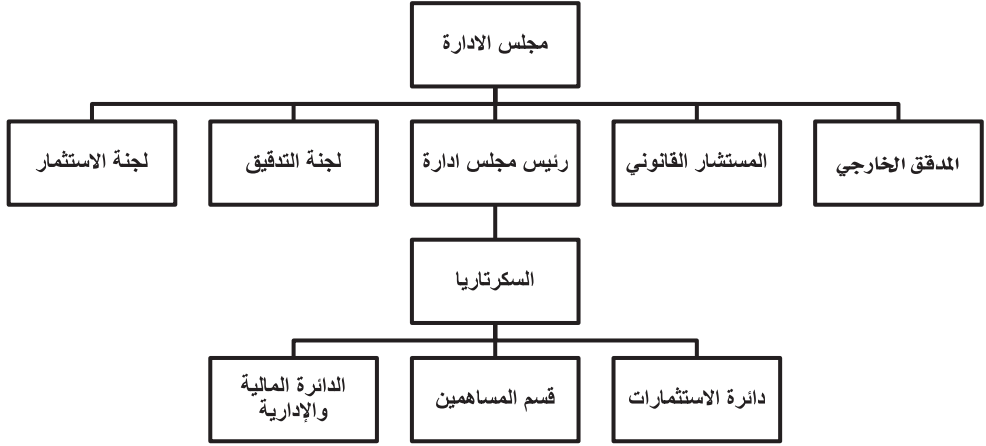 مجلس الادارة
المدقق الخارجي
المستشار القانوني
رئيس مجلس ادارة
لجنة التدقيق
لجنة الاستثمار
السكرتاريا
دائرة الاستثمارات
قسم المساهمين
الدائرة المالية
والإدارية